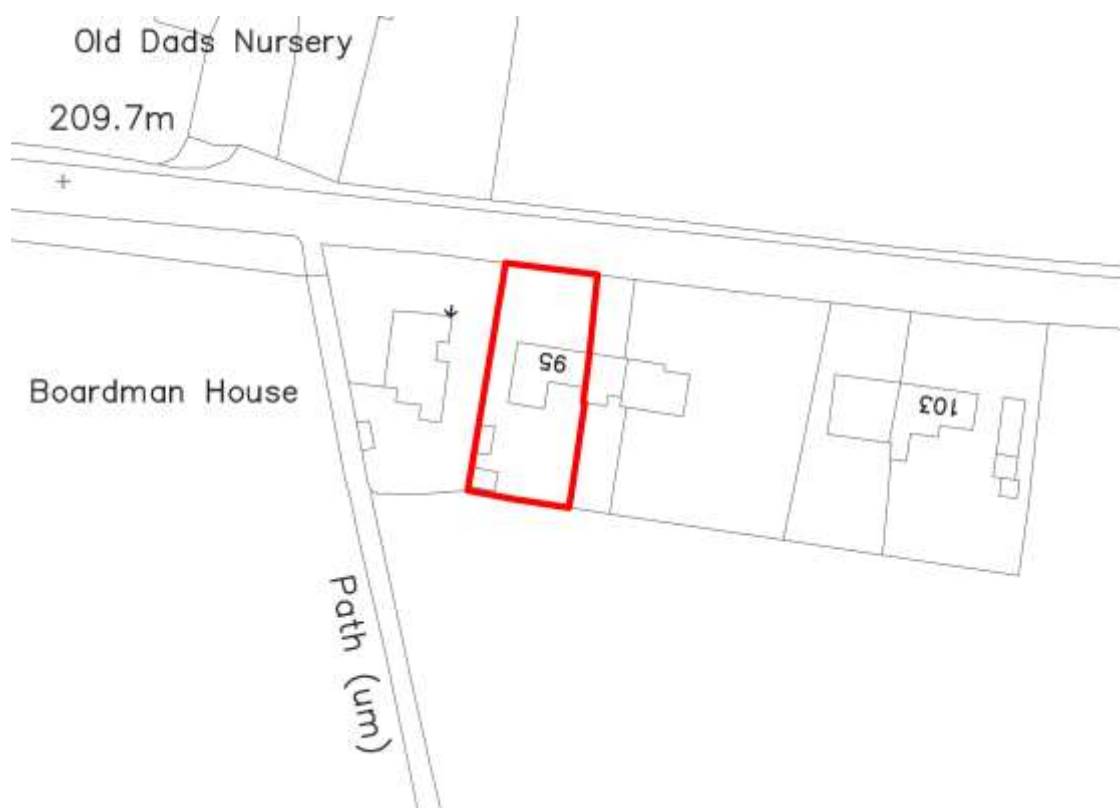 Old Dads Nursery
209.7m
95
Boardman House
103
Path (um)